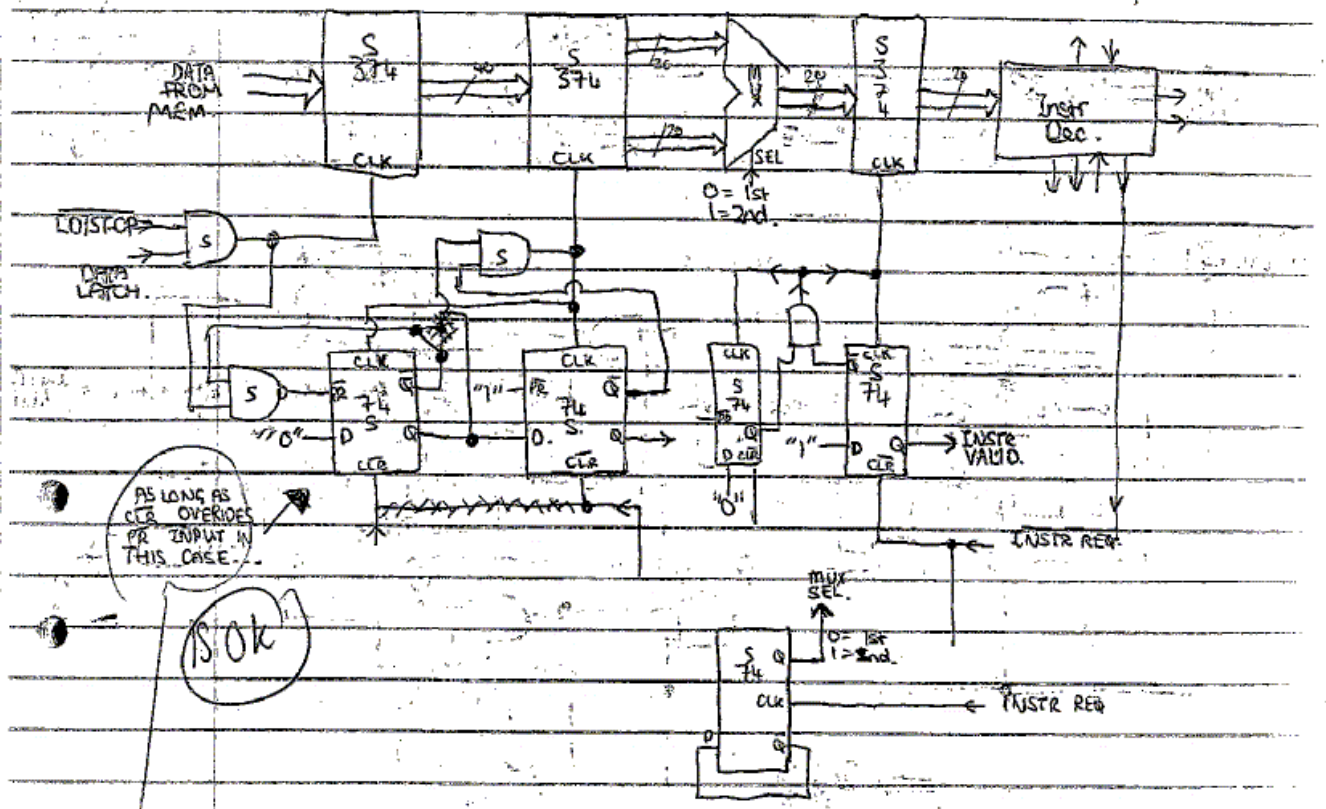 S
374
S
374
MUX
S
3
7
4
DATA
FROM
MEM.
40
20
20
20
20
Instr
Dec.
CLK
CLK
SEL
CLK
0 = 1st
1 = 2nd.
LD/STOP
S
DATA
LATCH.
S
CLK
CLK
CLK
CLK
S
PR
Q
"1"
PR
Q
S
74
Q
S
74
74
S
74
S.
"0"
D
Q
D.
Q
Q
D
CLR
"1"
D
Q
INSTR
VALID.
CLR
CLR
CLR
"0"
AS LONG AS
CLR OVERIDES
PR INPUT IN
THIS CASE...
INSTR REQ.
IS OK
MUX
SEL.
0 = 1st
1 = 2nd.
S
74
Q
CLK
INSTR REQ
D
Q